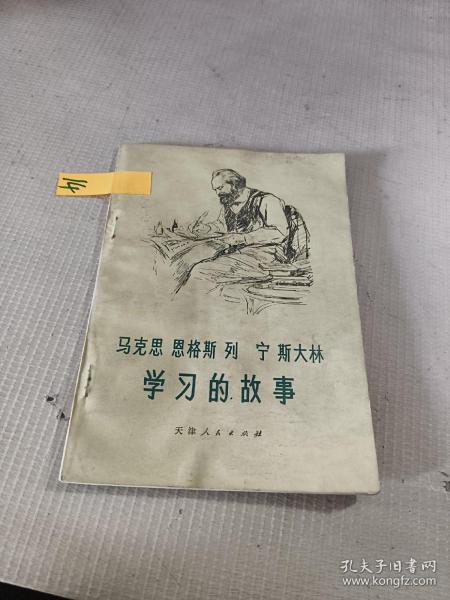 马克思 恩格斯 列 宁 斯大林
学习的故事
天津人民出版社
孔夫子旧书网
www.kongfz.com